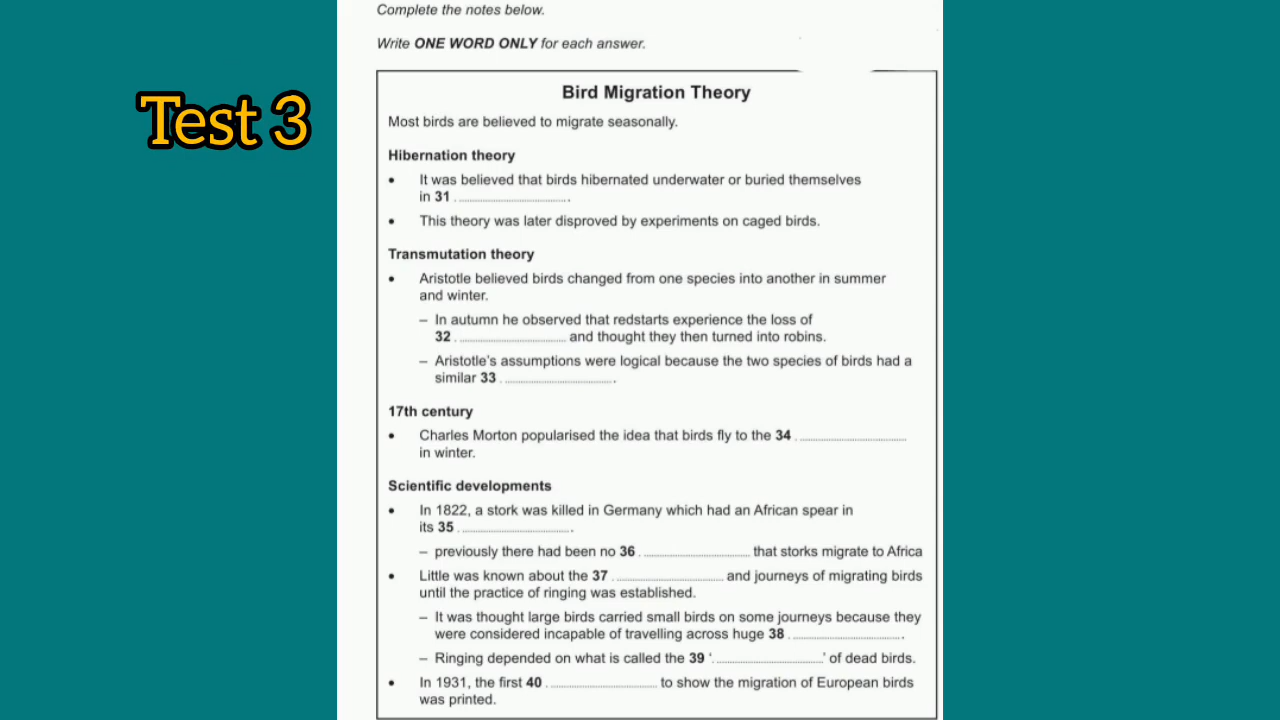 Complete the notes below.
Write ONE WORD ONLY for each answer.
Test 3
Bird Migration Theory
Most birds are believed to migrate seasonally.
Hibernation theory
• It was believed that birds hibernated underwater or buried themselves
in 31 ................................ .
• This theory was later disproved by experiments on caged birds.
Transmutation theory
• Aristotle believed birds changed from one species into another in summer
and winter.
– In autumn he observed that redstarts experience the loss of
32 ................................ and thought they then turned into robins.
– Aristotle's assumptions were logical because the two species of birds had a
similar 33 ................................ .
17th century
• Charles Morton popularised the idea that birds fly to the 34 ................................
in winter.
Scientific developments
• In 1822, a stork was killed in Germany which had an African spear in
its 35 ................................ .
– previously there had been no 36 ................................ that storks migrate to Africa
• Little was known about the 37 ................................ and journeys of migrating birds
until the practice of ringing was established.
– It was thought large birds carried small birds on some journeys because they
were considered incapable of travelling across huge 38 ................................ .
– Ringing depended on what is called the 39 '................................' of dead birds.
• In 1931, the first 40 ................................ to show the migration of European birds
was printed.